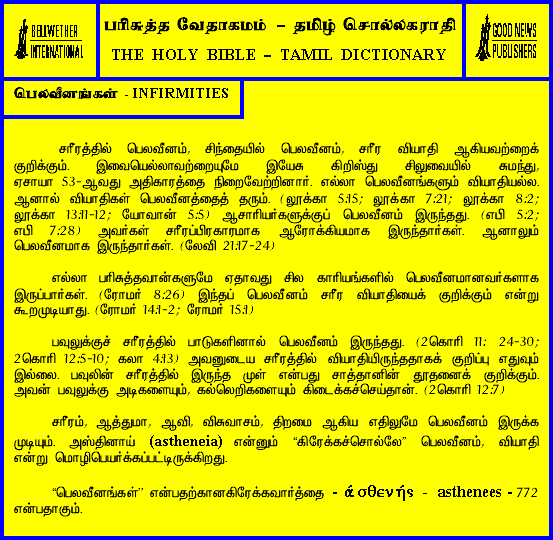 BELLWETHER
INTERNATIONAL
பரிசுத்த வேதாகமம் – தமிழ் சொல்லகராதி
THE HOLY BIBLE – TAMIL DICTIONARY
GOOD NEWS
PUBLISHERS
பெலவீனங்கள் - INFIRMITIES
சரீரத்தில் பெலவீனம், சிந்தையில் பெலவீனம், சரீர வியாதி ஆகியவற்றைக்
குறிக்கும். இவையெல்லாவற்றையுமே இயேசு கிறிஸ்து சிலுவையில் சுமந்து,
ஏசாயா 53-ஆவது அதிகாரத்தை நிறைவேற்றினார். எல்லா பெலவீனங்களும் வியாதியல்ல.
ஆனால் வியாதிகள் பெலவீனத்தைத் தரும். (லூக்கா 5:15; லூக்கா 7:21; லூக்கா 8:2;
லூக்கா 13:11-12; யோவான் 5:5) ஆசாரியர்களுக்குப் பெலவீனம் இருந்தது. (எபி 5:2;
எபி 7:28) அவர்கள் சரீரப்பிரகாரமாக ஆரோக்கியமாக இருந்தார்கள். ஆனாலும்
பெலவீனமாக இருந்தார்கள். (லேவி 21:17-24)
எல்லா பரிசுத்தவான்களுமே ஏதாவது சில காரியங்களில் பெலவீனமானவர்களாக
இருப்பார்கள். (ரோமர் 8:26) இந்தப் பெலவீனம் சரீர வியாதியைக் குறிக்கும் என்று
கூறமுடியாது. (ரோமர் 14:1-2; ரோமர் 15:1)
பவுலுக்குச் சரீரத்தில் பாடுகளினால் பெலவீனம் இருந்தது. (2கொரி 11: 24-30;
2கொரி 12:5-10; கலா 4:13) அவனுடைய சரீரத்தில் வியாதியிருந்ததாகக் குறிப்பு எதுவும்
இல்லை. பவுலின் சரீரத்தில் இருந்த முள் என்பது சாத்தானின் தூதனைக் குறிக்கும்.
அவன் பவுலுக்கு அடிகளையும், கல்லெறிகளையும் கிடைக்கச்செய்தான். (2கொரி 12:7)
சரீரம், ஆத்துமா, ஆவி, விசுவாசம், திறமை ஆகிய எதிலுமே பெலவீனம் இருக்க
முடியும். அஸ்தினாய் (astheneia) என்னும் “கிரேக்கச்சொல்லே” பெலவீனம், வியாதி
என்று மொழிபெயர்க்கப்பட்டிருக்கிறது.
“பெலவீனங்கள்” என்பதற்கானகிரேக்கவார்த்தை - ἀσθενής - asthenees - 772
என்பதாகும்.